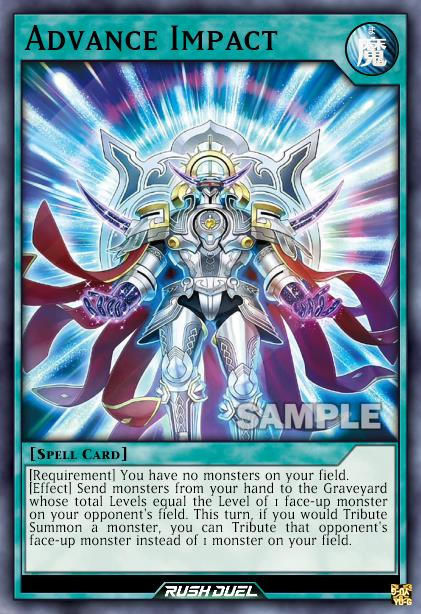 Advance Impact
ま
魔
SAMPLE
[Spell Card]
[Requirement] You have no monsters on your field.
[Effect] Send monsters from your hand to the Graveyard
whose total Levels equal the Level of 1 face-up monster
on your opponent's field. This turn, if you would Tribute
Summon a monster, you can Tribute that opponent's
face-up monster instead of 1 monster on your field.
RUSH DUEL